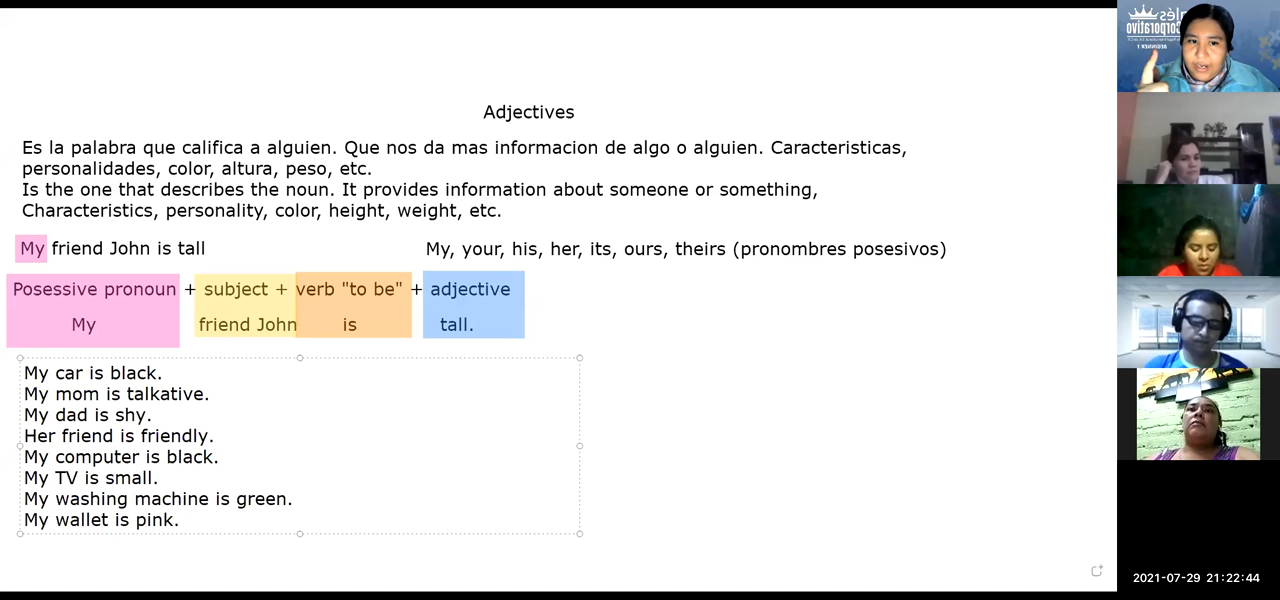 Adjectives
Es la palabra que califica a alguien. Que nos da mas informacion de algo o alguien. Caracteristicas,
personalidades, color, altura, peso, etc.
Is the one that describes the noun. It provides information about someone or something,
Characteristics, personality, color, height, weight, etc.
My friend John is tall
My, your, his, her, its, ours, theirs (pronombres posesivos)
Posessive pronoun + subject + verb "to be" + adjective
My friend John is tall.
My car is black.
My mom is talkative.
My dad is shy.
Her friend is friendly.
My computer is black.
My TV is small.
My washing machine is green.
My wallet is pink.
2021-07-29 21:22:44